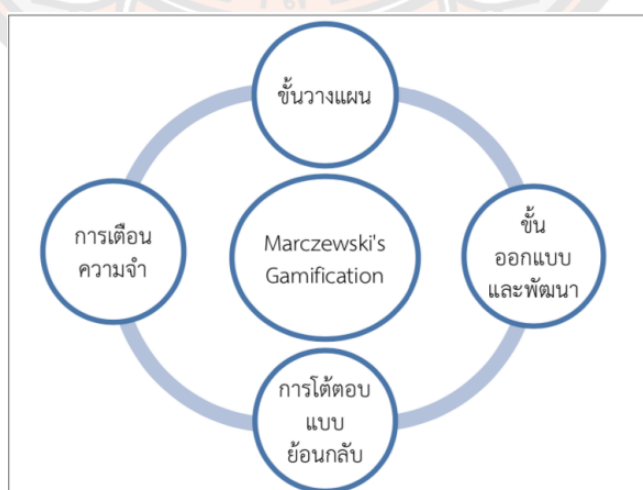 ขั้นวางแผน
การเตือน
ความจำ
Marczewski's
Gamification
ขั้น
ออกแบบ
และพัฒนา
การโต้ตอบ
แบบ
ย้อนกลับ